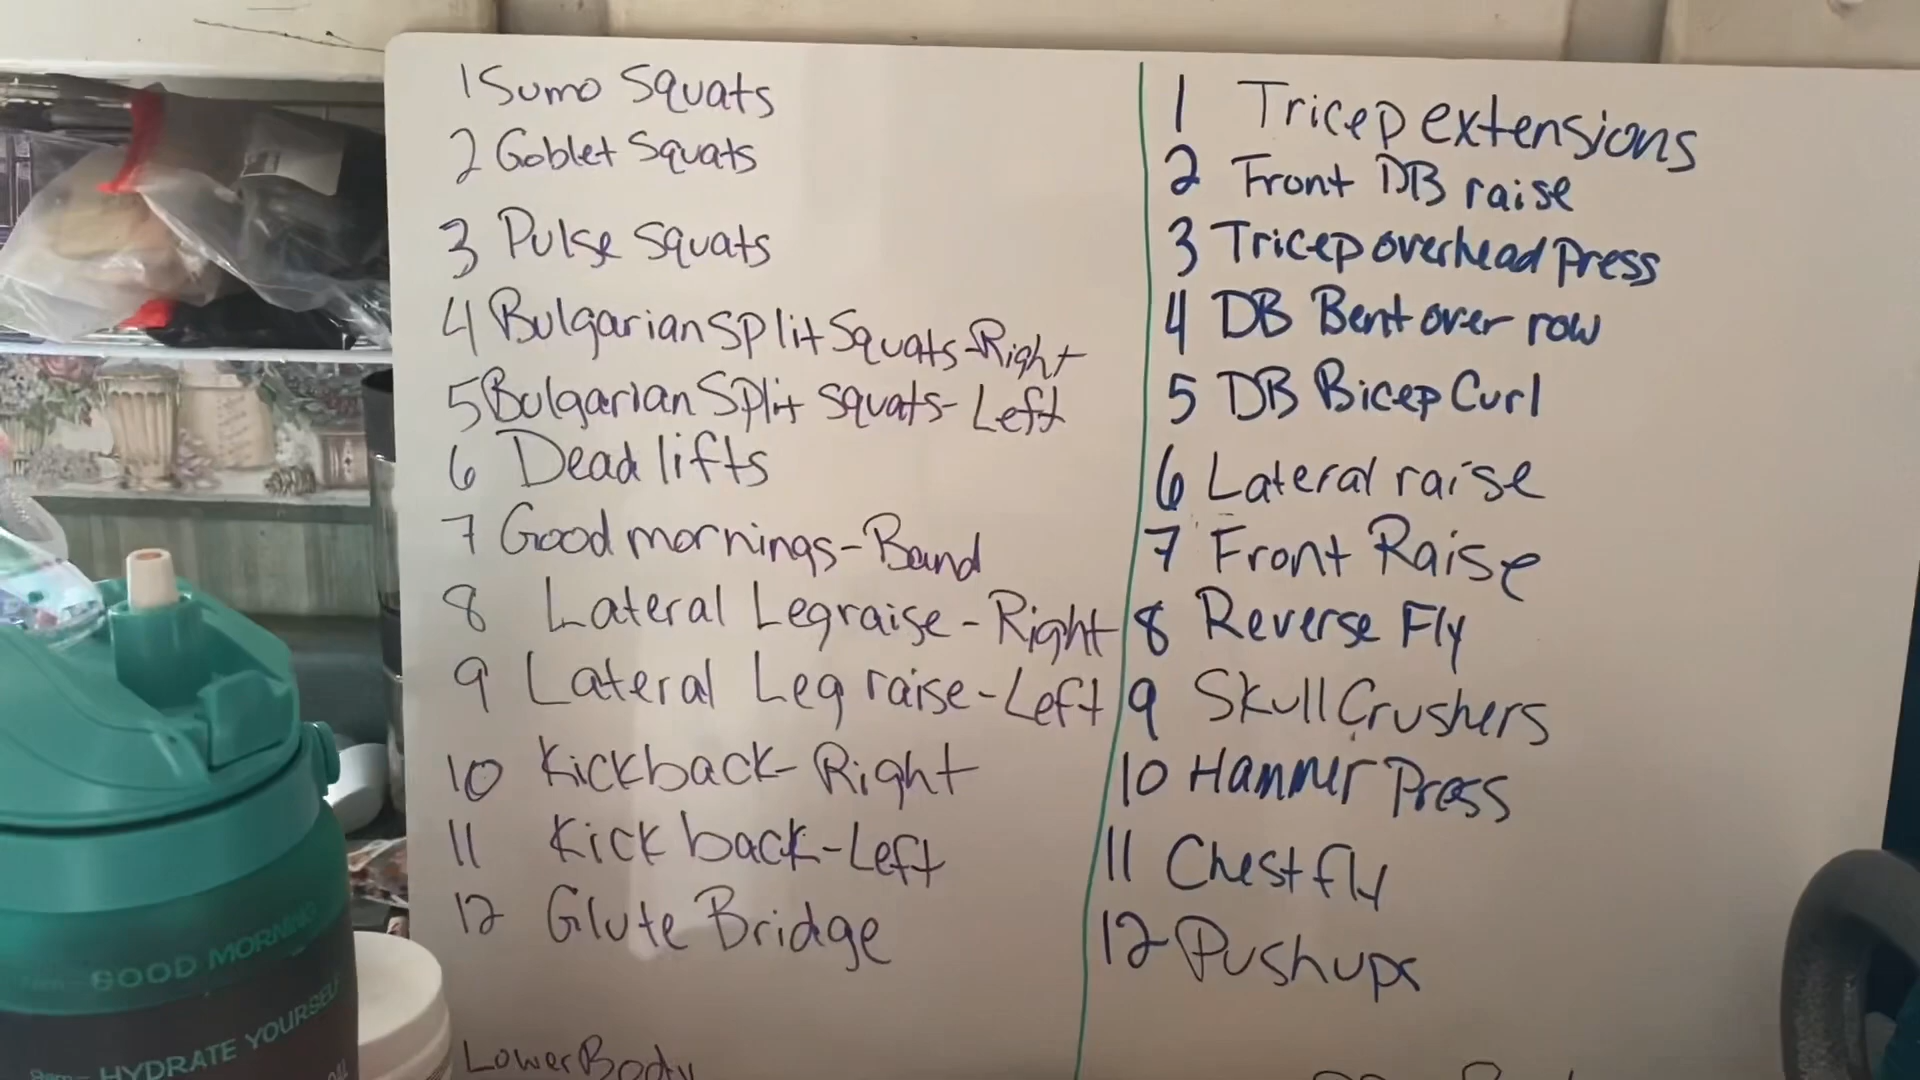 1 Sumo Squats
2 Goblet Squats
3 Pulse Squats
4 Bulgarian Split Squats-Right
5 Bulgarian Split squats-Left
6 Dead lifts
7 Good mornings-Band
8 Lateral Leg raise-Right
9 Lateral Leg raise-Left
10 Kickback-Right
11 Kick back-Left
12 Glute Bridge
Lower Body
1 Tricep extensions
2 Front DB raise
3 Tricep overhead Press
4 DB Bent over row
5 DB Bicep Curl
6 Lateral raise
7 Front Raise
8 Reverse Fly
9 Skull Crushers
10 Hammer Press
11 Chest fly
12 Pushups
GOOD MORNING
HYDRATE YOURSELF